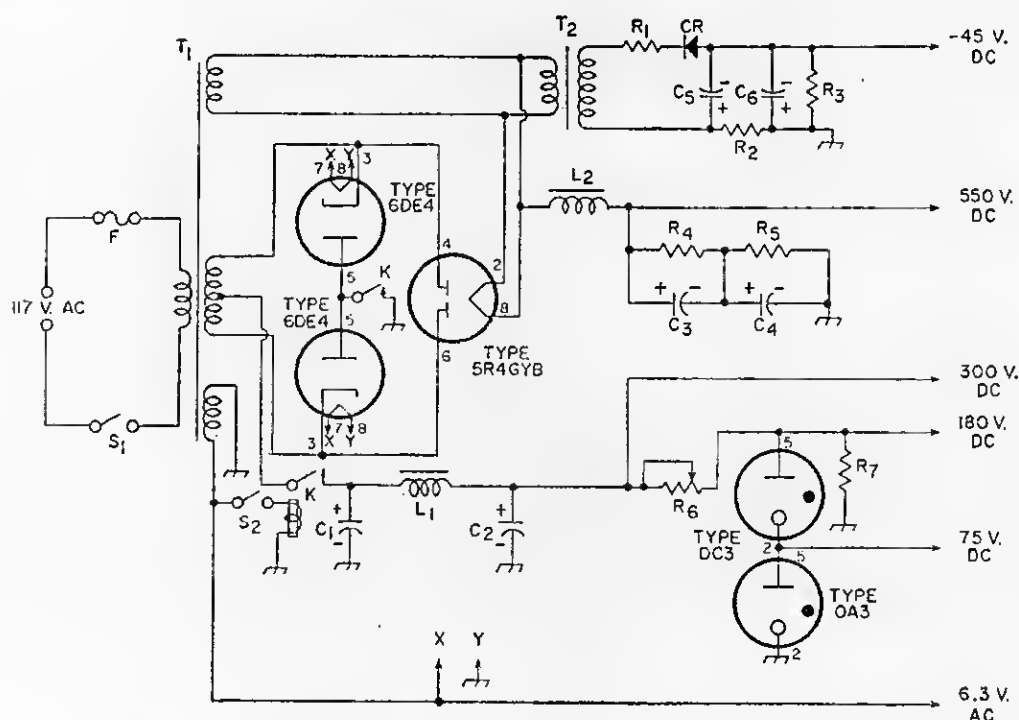 T1
T2
R1
CR
-45 V.
DC
C5
C6
R3
R2
X Y
7 8 3
TYPE
6DE4
L2
550 V.
DC
F
5
K
4
2
R4
R5
117 V. AC
TYPE
6DE4
5
8
C3
C4
6
TYPE
5R4GYB
300 V.
DC
S1
7 8
X Y
3
180 V.
DC
K
5
R7
S2
C1
L1
C2
R6
TYPE
DC3
2
5
75 V.
DC
TYPE
OA3
X Y
2
6.3 V.
AC